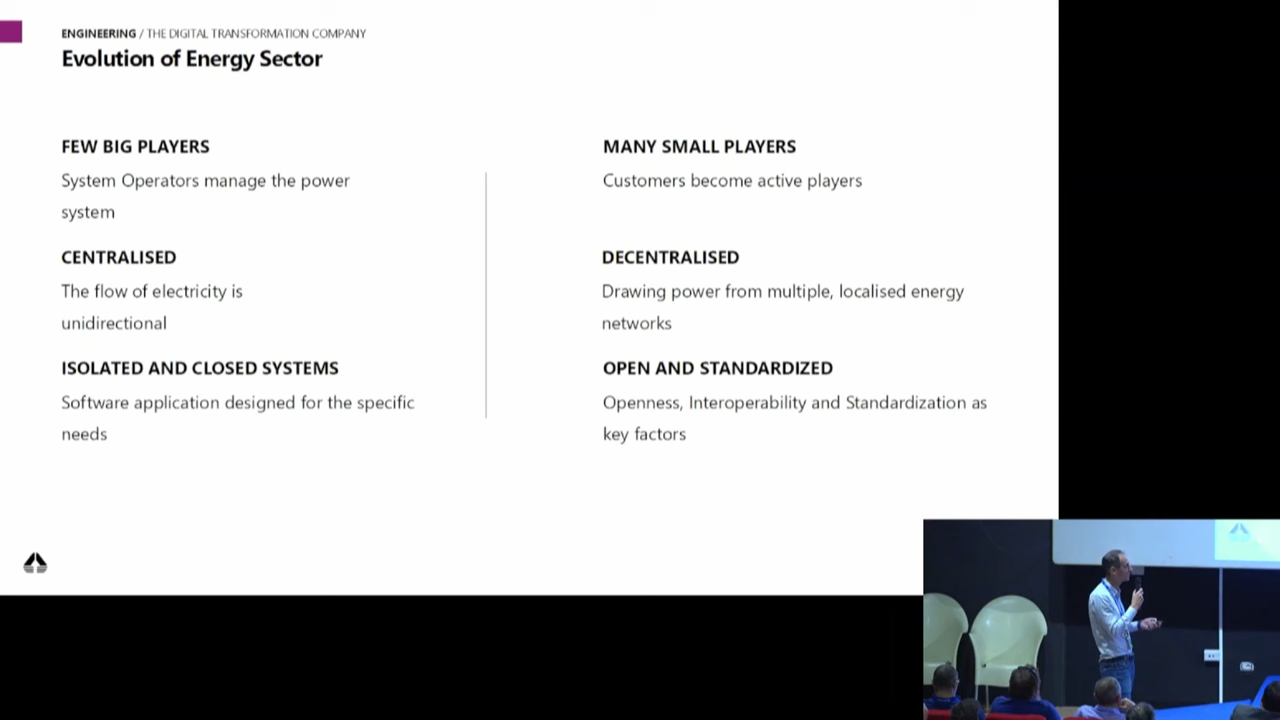 ENGINEERING / THE DIGITAL TRANSFORMATION COMPANY
Evolution of Energy Sector
FEW BIG PLAYERS
System Operators manage the power
system
CENTRALISED
The flow of electricity is
unidirectional
ISOLATED AND CLOSED SYSTEMS
Software application designed for the specific
needs
MANY SMALL PLAYERS
Customers become active players
DECENTRALISED
Drawing power from multiple, localised energy
networks
OPEN AND STANDARDIZED
Openness, Interoperability and Standardization as
key factors